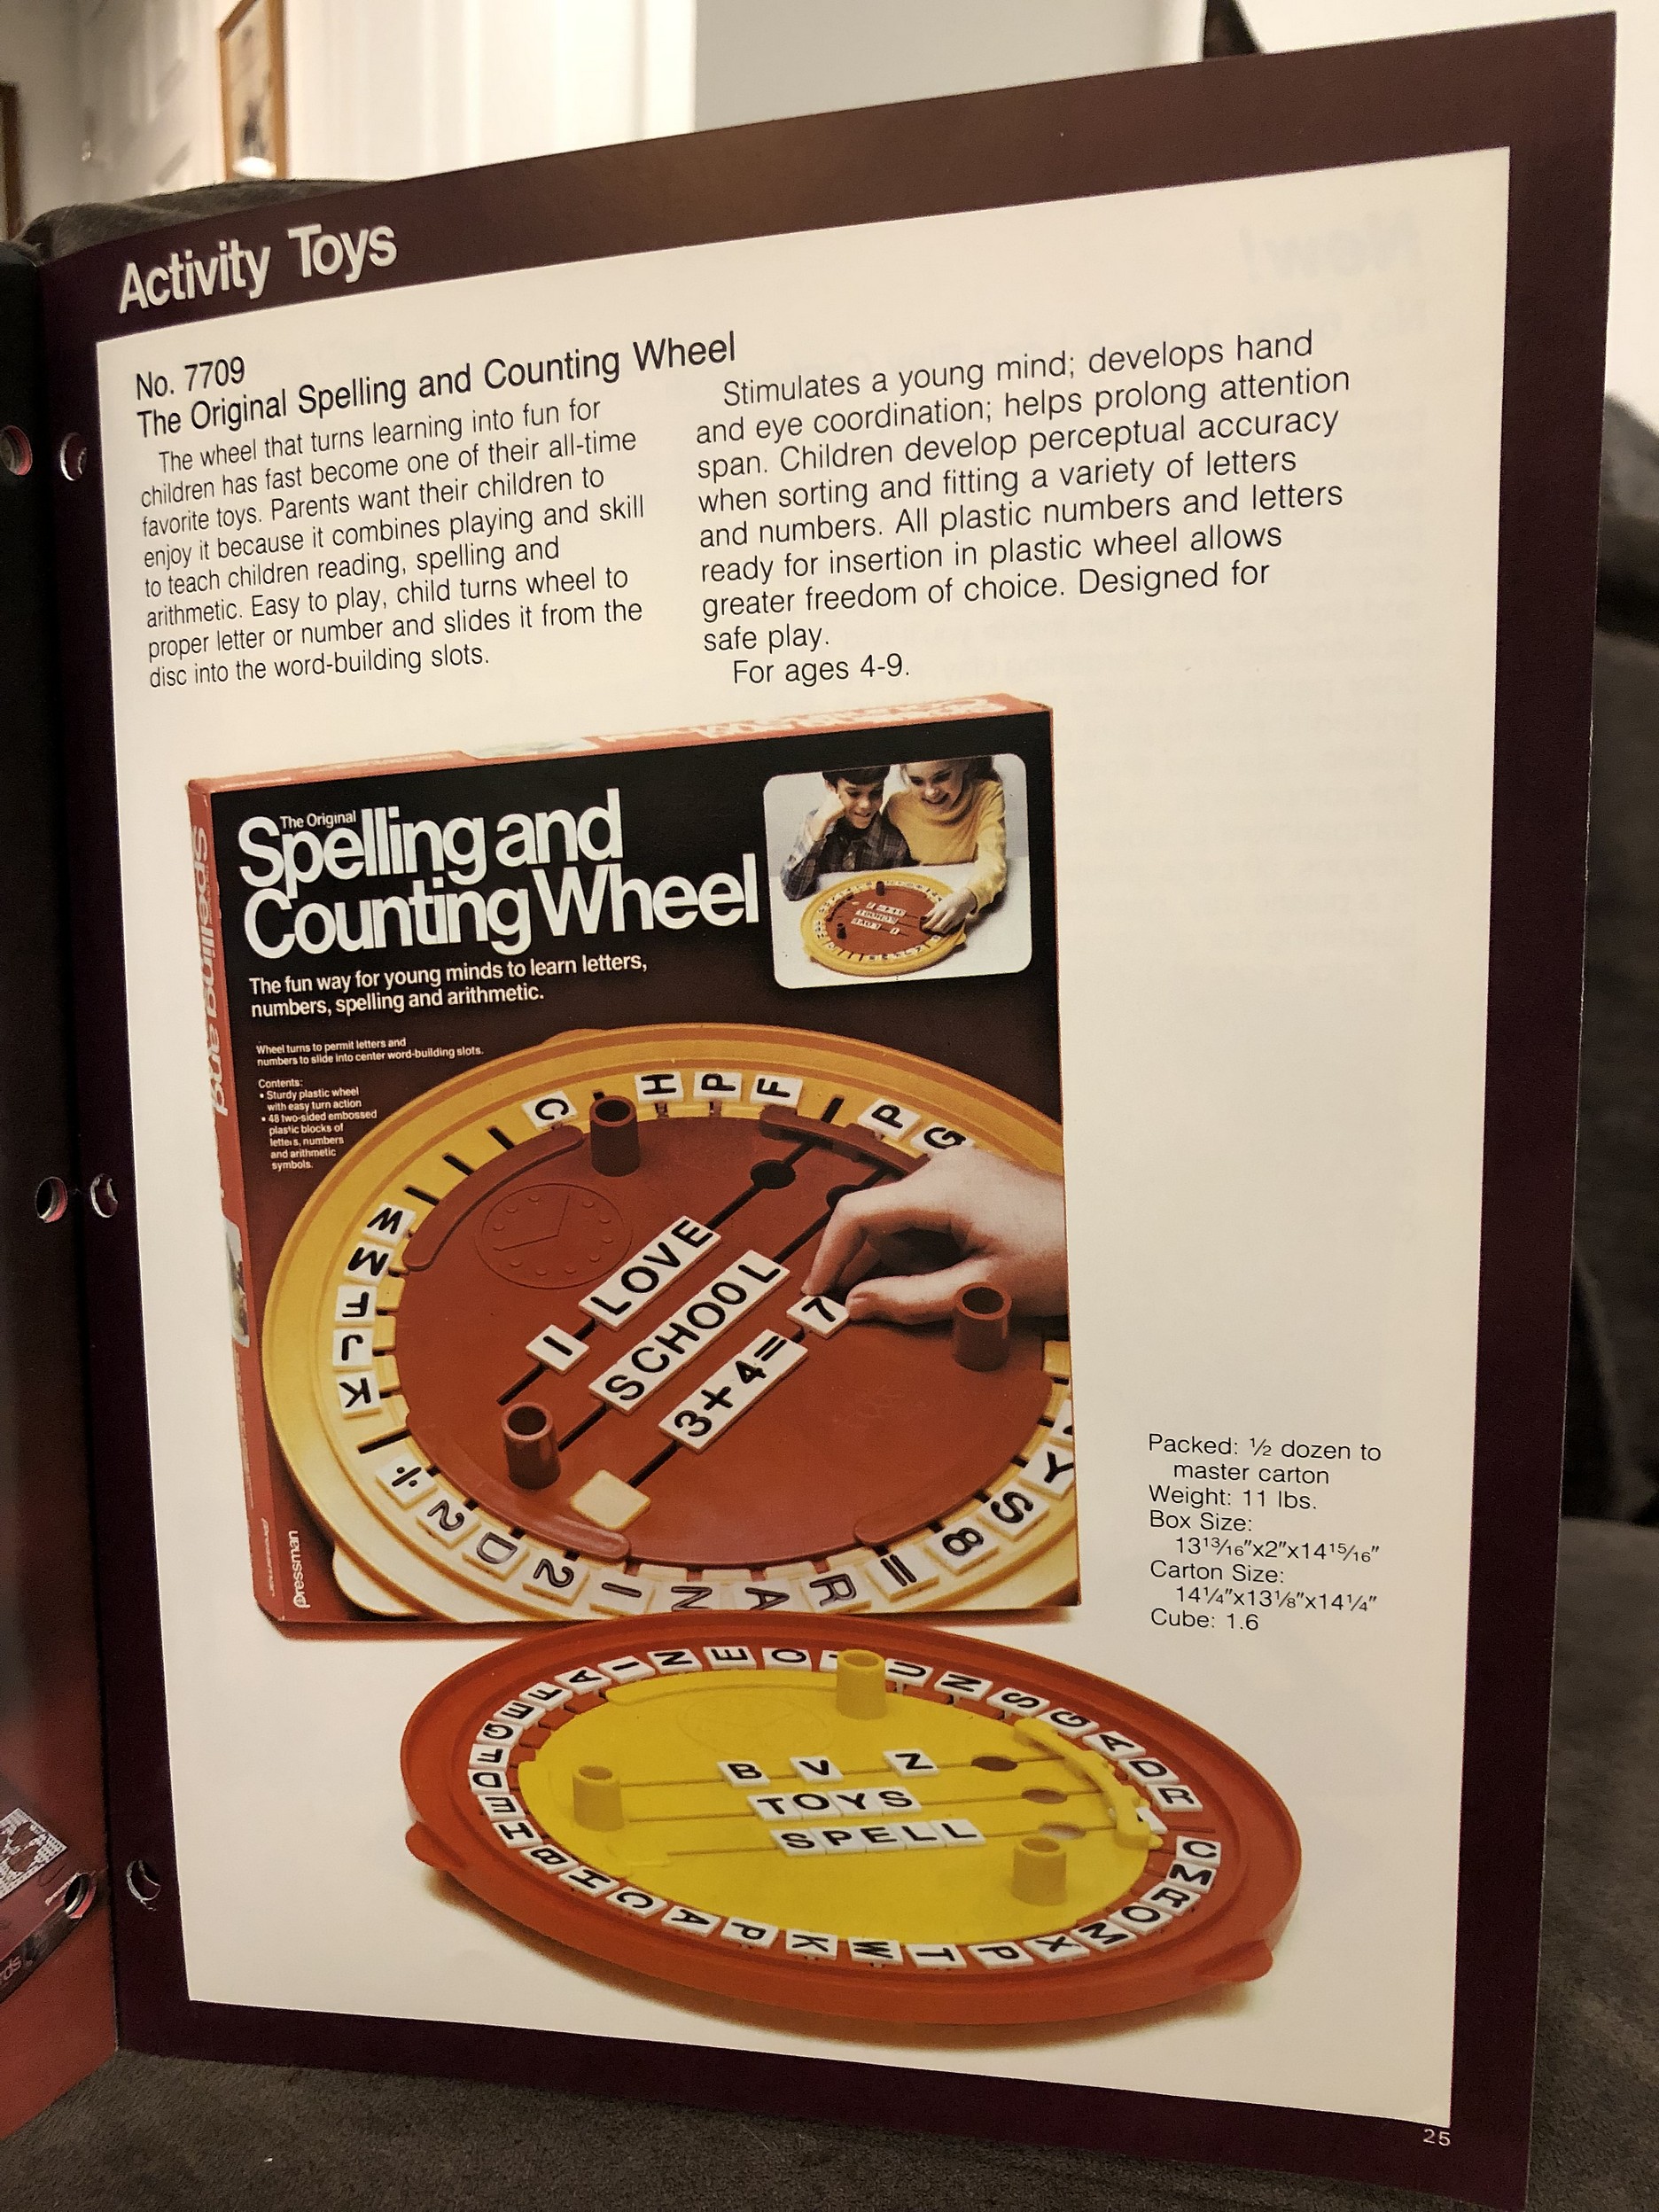 Activity Toys
No. 7709
The Original Spelling and Counting Wheel
The wheel that turns learning into fun for
children has fast become one of their all-time
favorite toys. Parents want their children to
enjoy it because it combines playing and skill
to teach children reading, spelling and
arithmetic. Easy to play, child turns wheel to
proper letter or number and slides it from the
disc into the word-building slots.
Stimulates a young mind; develops hand
and eye coordination; helps prolong attention
span. Children develop perceptual accuracy
when sorting and fitting a variety of letters
and numbers. All plastic numbers and letters
ready for insertion in plastic wheel allows
greater freedom of choice. Designed for
safe play.
For ages 4-9.
The Original
Spelling and
Counting Wheel
The fun way for young minds to learn letters,
numbers, spelling and arithmetic.
Wheel turns to permit letters and
numbers to slide into center word-building slots.
Contents:
• Sturdy plastic wheel
with easy turn action
• 48 two-sided embossed
plastic blocks of
letters, numbers
and arithmetic
symbols.
Spelling and
C H P F P G
W M F J K
÷ 2 D 2 I N A R = 8 S Y
I LOVE
SCHOOL
3+4= 7
pressman
Packed: ½ dozen to
master carton
Weight: 11 lbs.
Box Size:
13 13/16"x2"x14 15/16"
Carton Size:
14¼"x13⅛"x14¼"
Cube: 1.6
B V Z
TOYS
SPELL
25